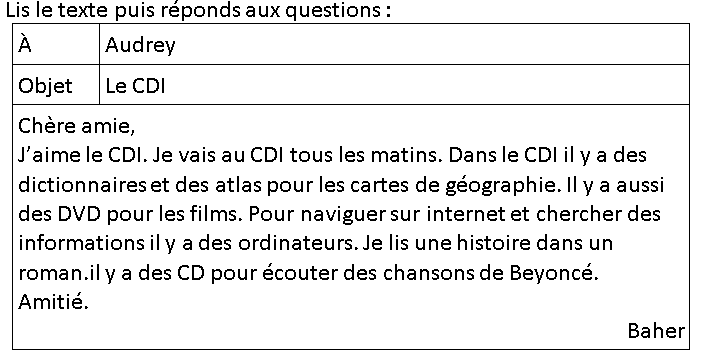 Lis le texte puis réponds aux questions :
À Audrey
Objet Le CDI
Chère amie,
J'aime le CDI. Je vais au CDI tous les matins. Dans le CDI il y a des
dictionnaires et des atlas pour les cartes de géographie. Il y a aussi
des DVD pour les films. Pour naviguer sur internet et chercher des
informations il y a des ordinateurs. Je lis une histoire dans un
roman.il y a des CD pour écouter des chansons de Beyoncé.
Amitié.
Baher